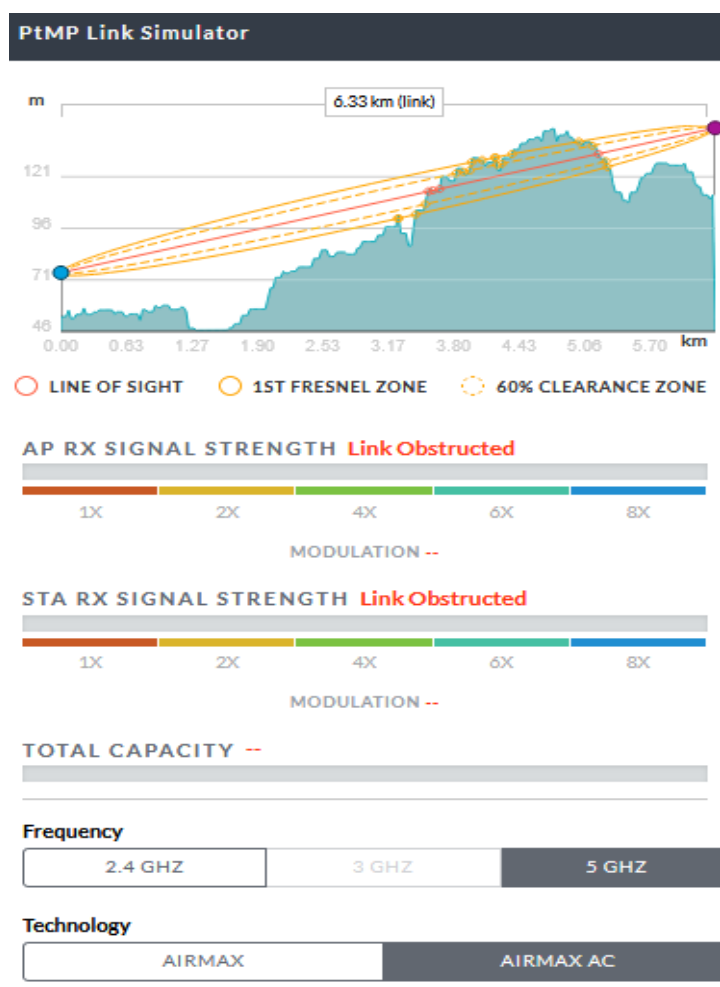 PtMP Link Simulator
m
6.33 km (link)
121
96
71
46
0.00 0.63 1.27 1.90 2.53 3.17 3.80 4.43 5.06 5.70 km
LINE OF SIGHT 1ST FRESNEL ZONE 60% CLEARANCE ZONE
AP RX SIGNAL STRENGTH Link Obstructed
1X 2X 4X 6X 8X
MODULATION --
STA RX SIGNAL STRENGTH Link Obstructed
1X 2X 4X 6X 8X
MODULATION --
TOTAL CAPACITY --
Frequency
2.4 GHZ 3 GHZ 5 GHZ
Technology
AIRMAX AIRMAX AC